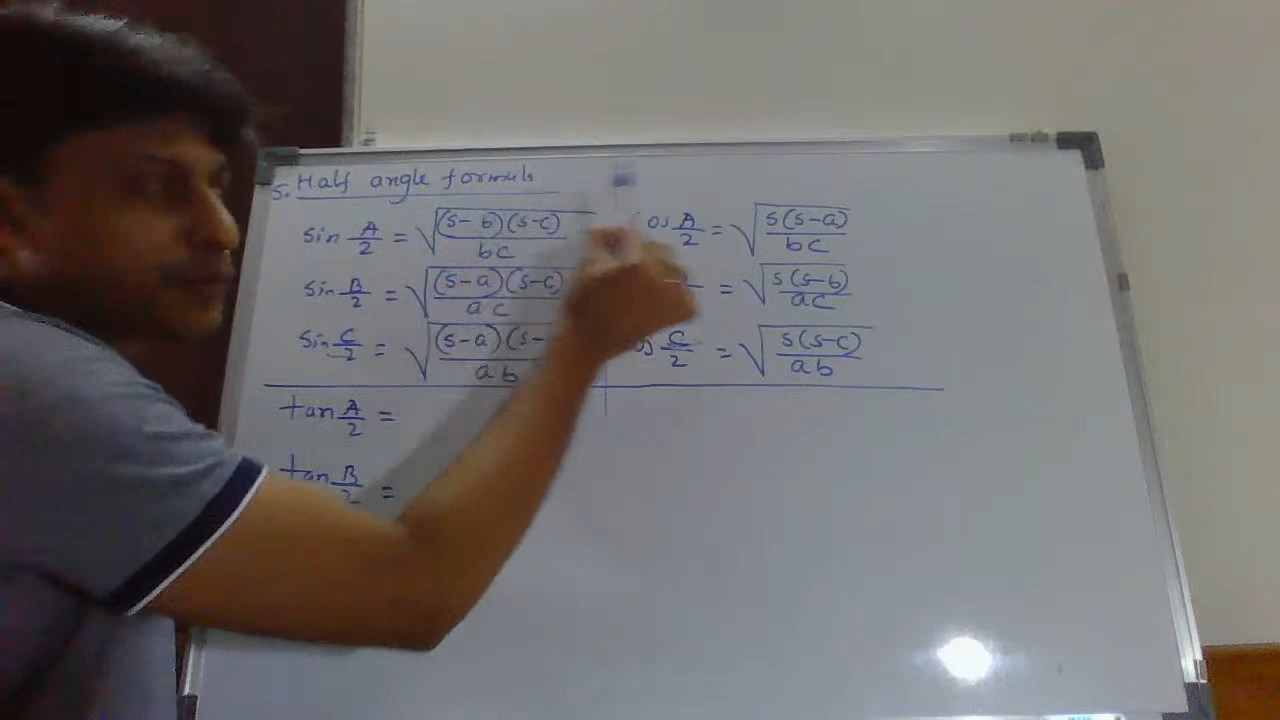 5. Half angle formula
sin A/2 = √((s-b)(s-c)/bc) os A/2 = √(s(s-a)/bc)
sin B/2 = √((s-a)(s-c)/ac) = √(s(s-b)/ac)
sin C/2 = √((s-a)(s-/ab) os C/2 = √(s(s-c)/ab)
tan A/2 =
tan B/2 =